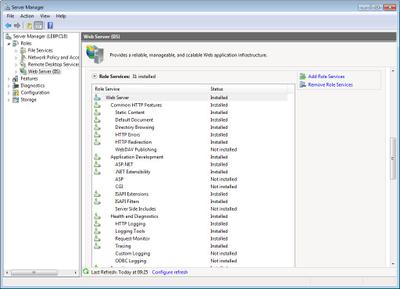 Server Manager
File Action View Help
Server Manager (LEBPCLB)
Roles
File Services
Network Policy and Acce
Remote Desktop Services
Web Server (IIS)
Features
Diagnostics
Configuration
Storage
Web Server (IIS)
Provides a reliable, manageable, and scalable Web application infrastructure.
Role Services: 31 installed
Add Role Services
Remove Role Services
Role Service Status
Web Server Installed
Common HTTP Features Installed
Static Content Installed
Default Document Installed
Directory Browsing Installed
HTTP Errors Installed
HTTP Redirection Installed
WebDAV Publishing Not installed
Application Development Installed
ASP.NET Installed
.NET Extensibility Installed
ASP Not installed
CGI Not installed
ISAPI Extensions Installed
ISAPI Filters Installed
Server Side Includes Not installed
Health and Diagnostics Installed
HTTP Logging Installed
Logging Tools Installed
Request Monitor Installed
Tracing Installed
Custom Logging Not installed
ODBC Logging Not installed
Last Refresh: Today at 09:25 Configure refresh